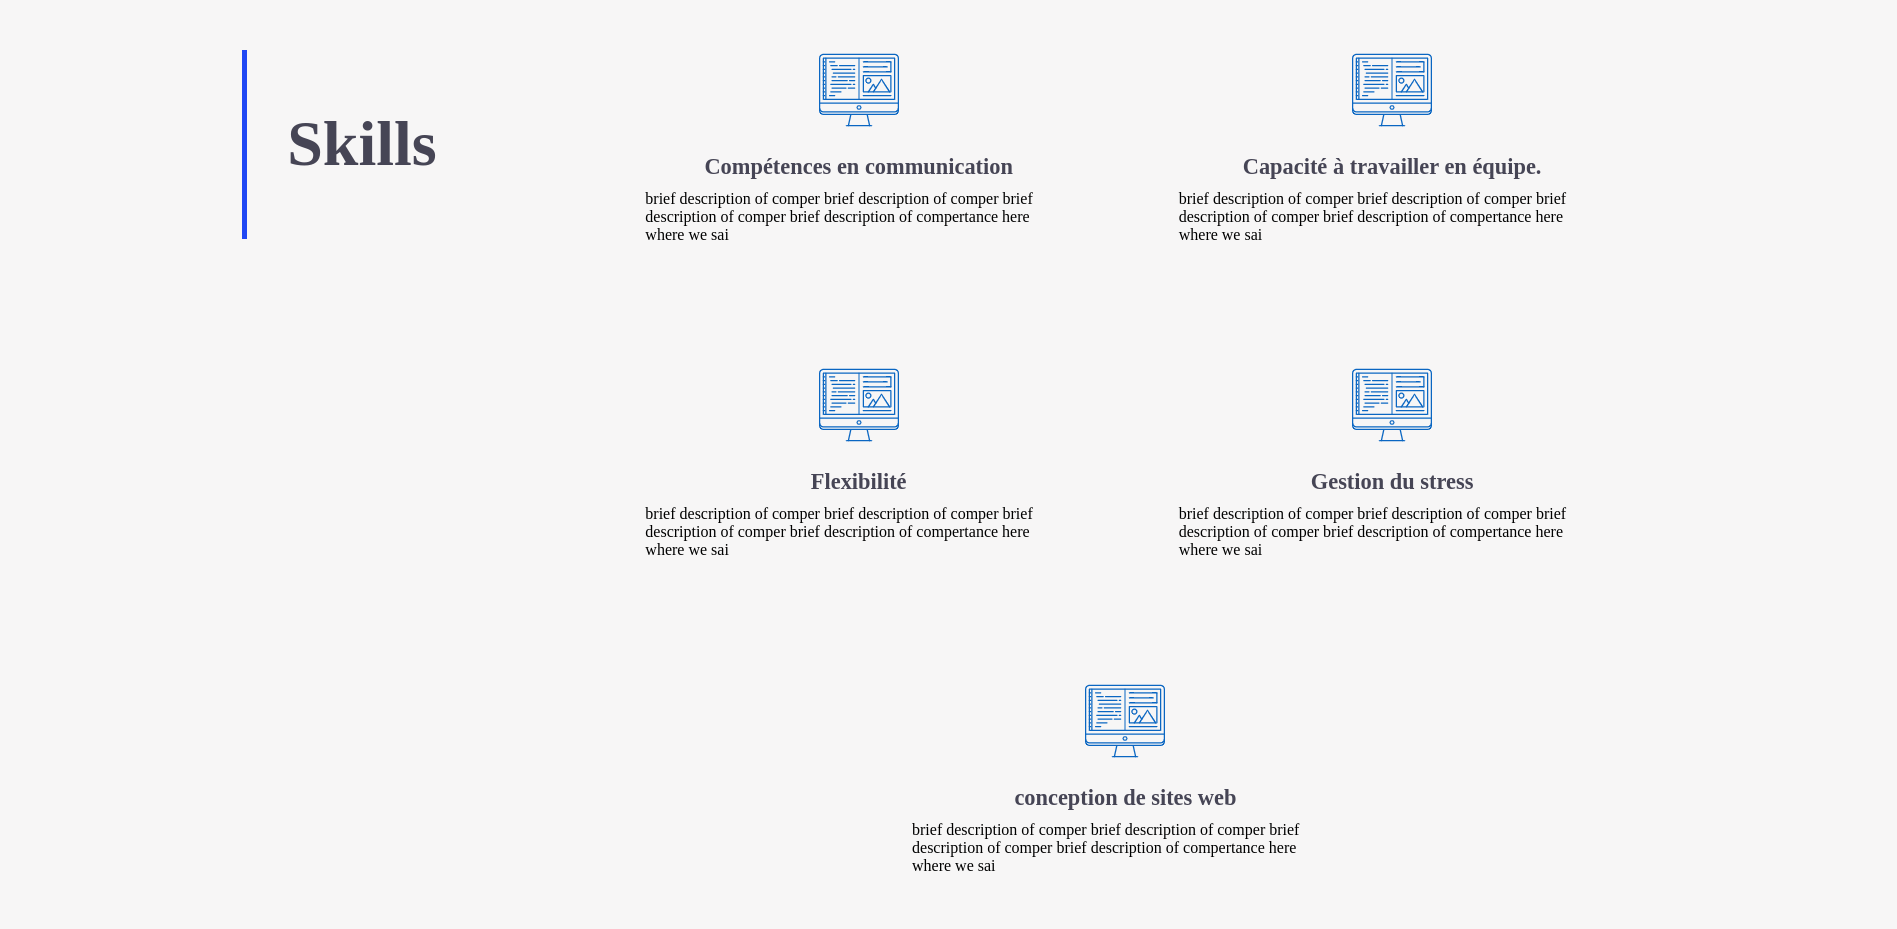 Skills
Compétences en communication
brief description of comper brief description of comper brief
description of comper brief description of compertance here
where we sai
Capacité à travailler en équipe.
brief description of comper brief description of comper brief
description of comper brief description of compertance here
where we sai
Flexibilité
brief description of comper brief description of comper brief
description of comper brief description of compertance here
where we sai
Gestion du stress
brief description of comper brief description of comper brief
description of comper brief description of compertance here
where we sai
conception de sites web
brief description of comper brief description of comper brief
description of comper brief description of compertance here
where we sai